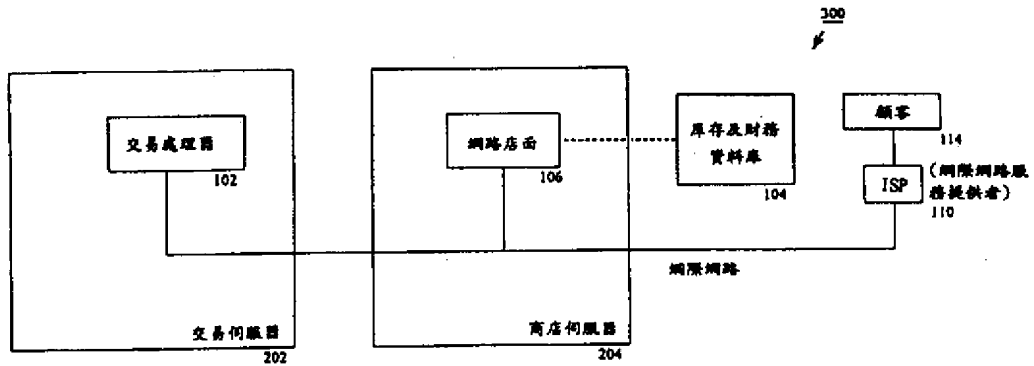 300
交易處理器
102
網路店面
106
庫存及財務
資料庫
104
顧客
114
ISP
(網際網路服
務提供者)
110
網際網路
交易伺服器
202
商店伺服器
204